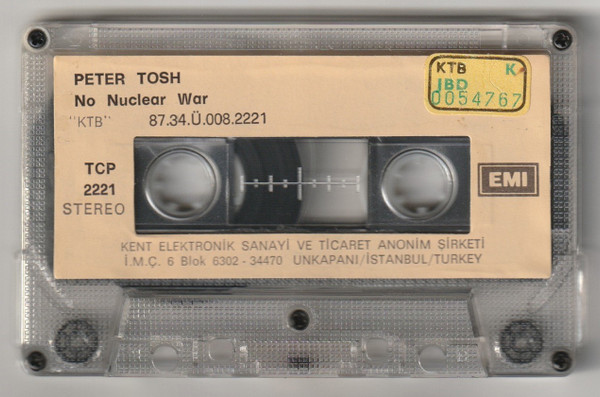 PETER TOSH
No Nuclear War
"KTB" 87.34.Ü.008.2221
KTB K
IBD
0054767
TCP
2221
STEREO
EMI
KENT ELEKTRONİK SANAYİ VE TİCARET ANONİM ŞİRKETİ
İ.M.Ç. 6 Blok 6302 - 34470 UNKAPANI/İSTANBUL/TURKEY